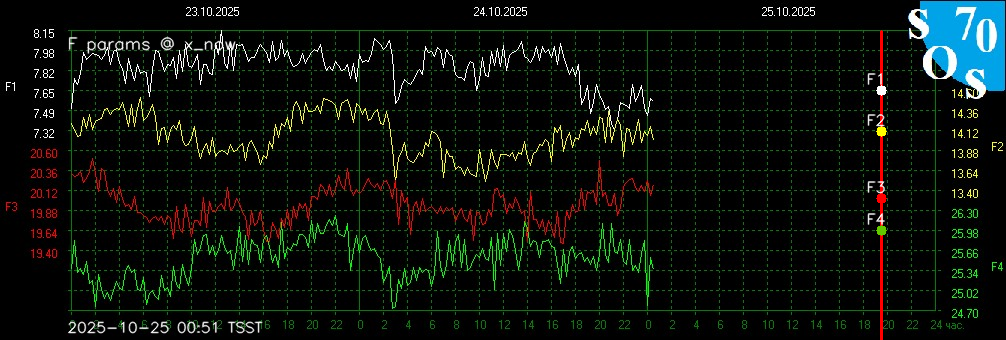 23.10.2025 24.10.2025 25.10.2025
F_params @ x_ndw
SOS 70
8.15
7.98
7.82
7.65
7.49
7.32
F1
20.60
20.36
20.12
19.88
19.64
19.40
F3
14.36
14.12
13.88
13.64
13.40
F2
26.30
25.98
25.66
25.34
25.02
24.70
F4
F1
F2
F3
F4
16 18 20 22 0 2 4 6 8 10 12 14 16 18 20 22 0 2 4 6 8 10 12 14 16 18 20 22 24 час.
2025-10-25 00:51 TSST